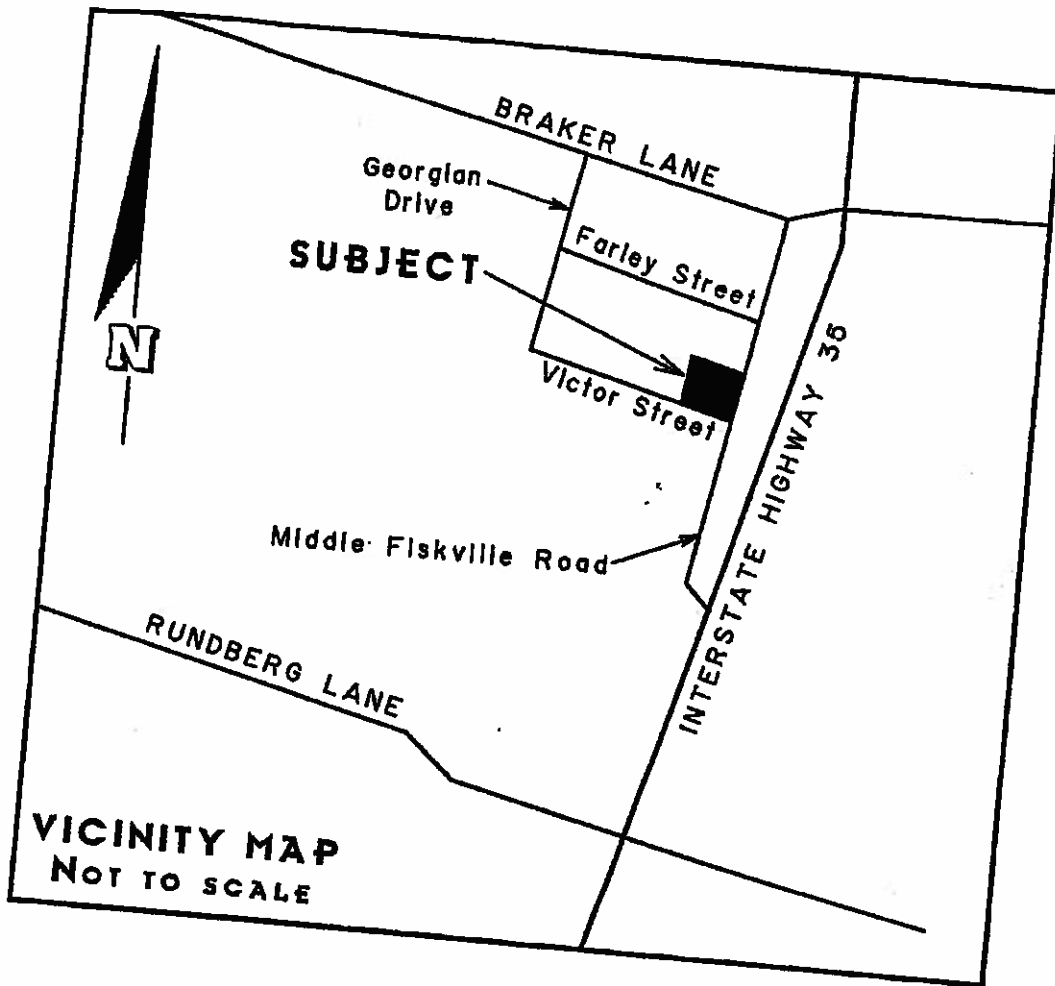 BRAKER LANE
Georgian
Drive
SUBJECT
Farley Street
Victor Street
N
Middle Fiskville Road
INTERSTATE HIGHWAY 35
RUNDBERG LANE
VICINITY MAP
NOT TO SCALE